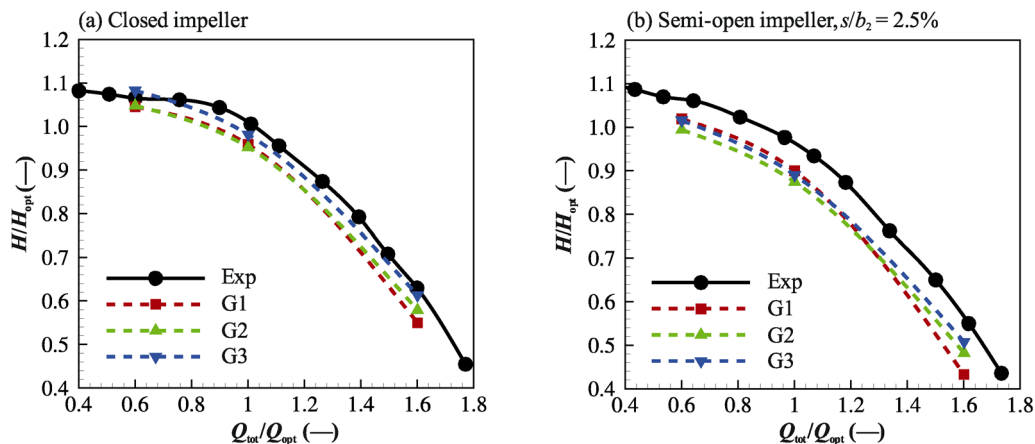 (a) Closed impeller
1.2
1.1
1.0
0.9
0.8
0.7
0.6
0.5
0.4
H/Hopt (—)
Exp
G1
G2
G3
0.4 0.6 0.8 1 1.2 1.4 1.6 1.8
Qtot/Qopt (—)
(b) Semi-open impeller, s/b2 = 2.5%
1.2
1.1
1.0
0.9
0.8
0.7
0.6
0.5
0.4
H/Hopt (—)
Exp
G1
G2
G3
0.4 0.6 0.8 1 1.2 1.4 1.6 1.8
Qtot/Qopt (—)